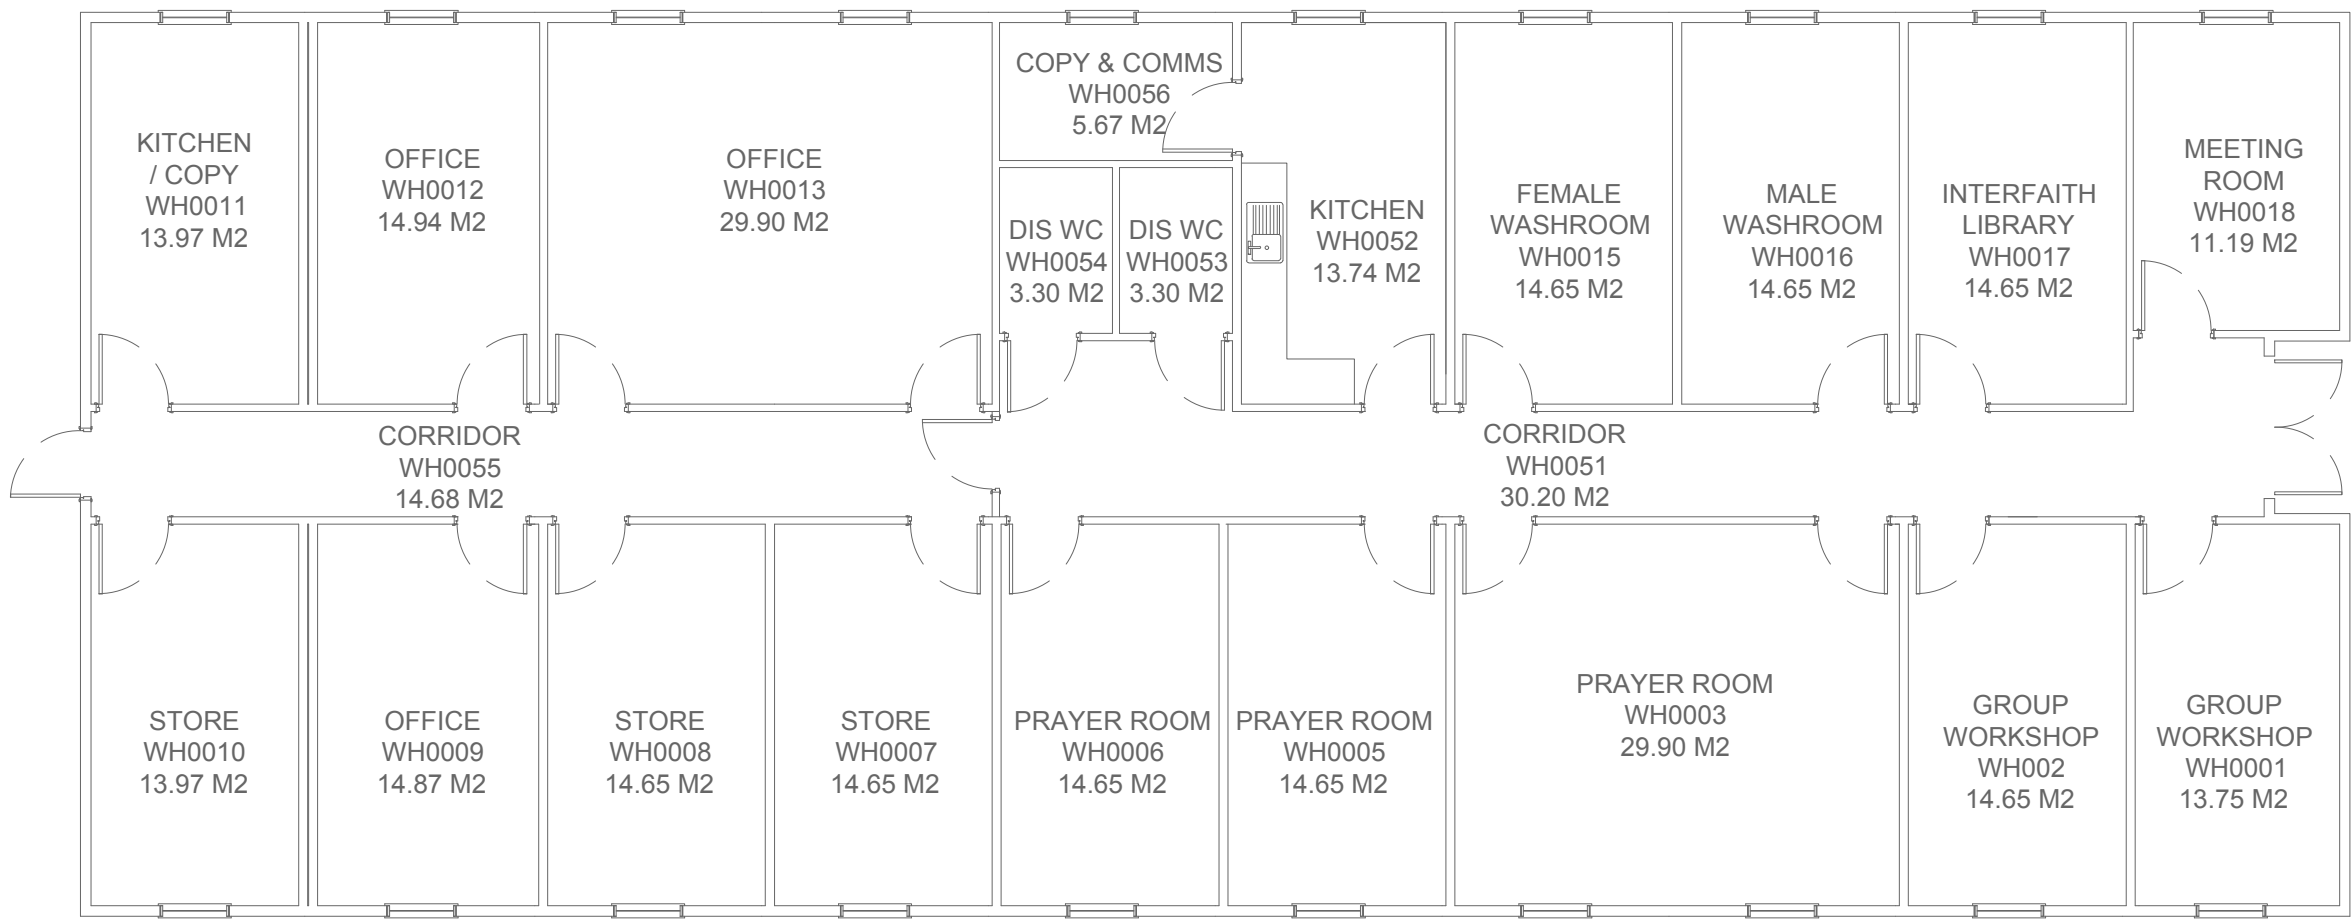 KITCHEN
/ COPY
WH0011
13.97 M2
OFFICE
WH0012
14.94 M2
OFFICE
WH0013
29.90 M2
COPY & COMMS
WH0056
5.67 M2
DIS WC
WH0054
3.30 M2
DIS WC
WH0053
3.30 M2
KITCHEN
WH0052
13.74 M2
FEMALE
WASHROOM
WH0015
14.65 M2
MALE
WASHROOM
WH0016
14.65 M2
INTERFAITH
LIBRARY
WH0017
14.65 M2
MEETING
ROOM
WH0018
11.19 M2
CORRIDOR
WH0055
14.68 M2
CORRIDOR
WH0051
30.20 M2
STORE
WH0010
13.97 M2
OFFICE
WH0009
14.87 M2
STORE
WH0008
14.65 M2
STORE
WH0007
14.65 M2
PRAYER ROOM
WH0006
14.65 M2
PRAYER ROOM
WH0005
14.65 M2
PRAYER ROOM
WH0003
29.90 M2
GROUP
WORKSHOP
WH002
14.65 M2
GROUP
WORKSHOP
WH0001
13.75 M2